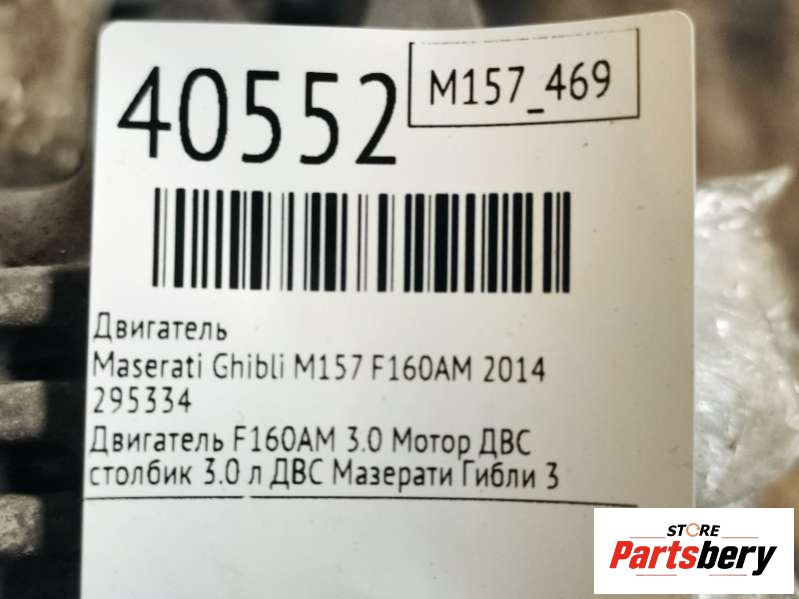 40552
M157_469
Двигатель
Maserati Ghibli M157 F160AM 2014
295334
Двигатель F160AM 3.0 Мотор ДВС
столбик 3.0 л ДВС Мазерати Гибли 3
STORE
Partsbery